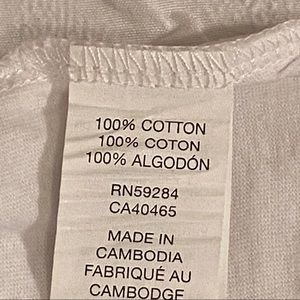 100% COTTON
100% COTON
100% ALGODÓN
RN59284
CA40465
MADE IN
CAMBODIA
FABRIQUÉ AU
CAMBODGE